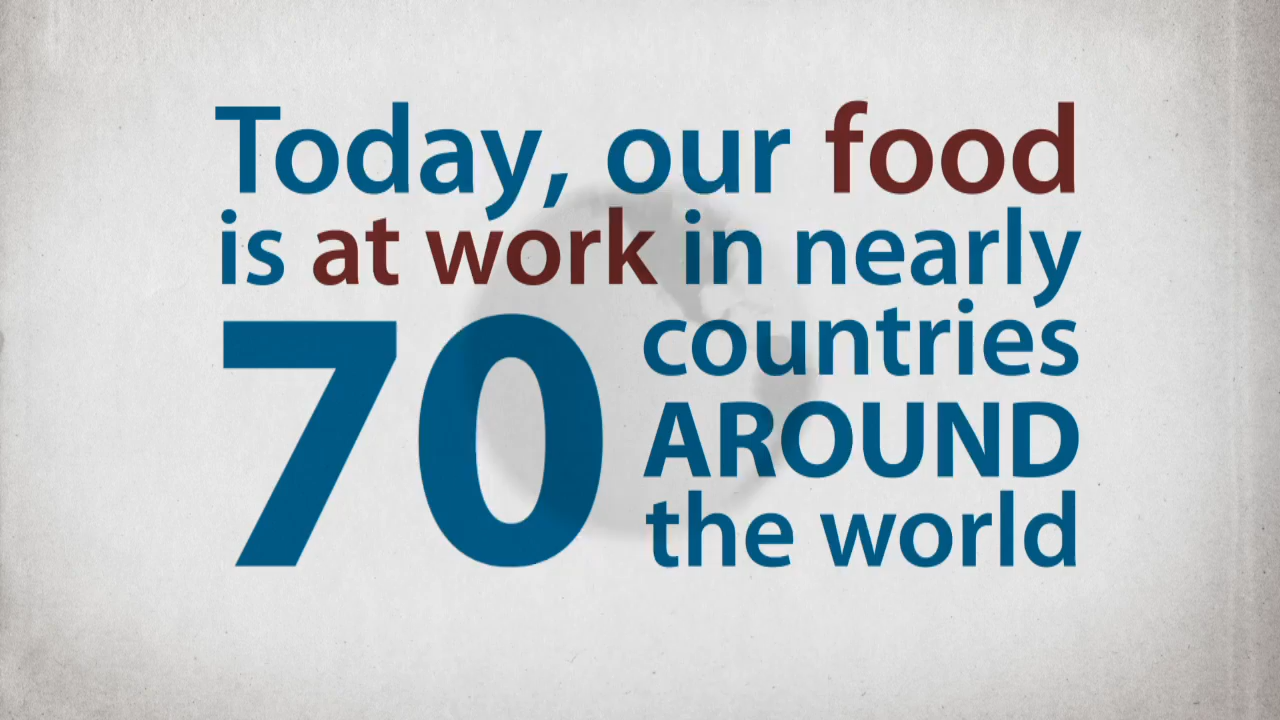 Today, our food
is at work in nearly
70 countries
AROUND
the world